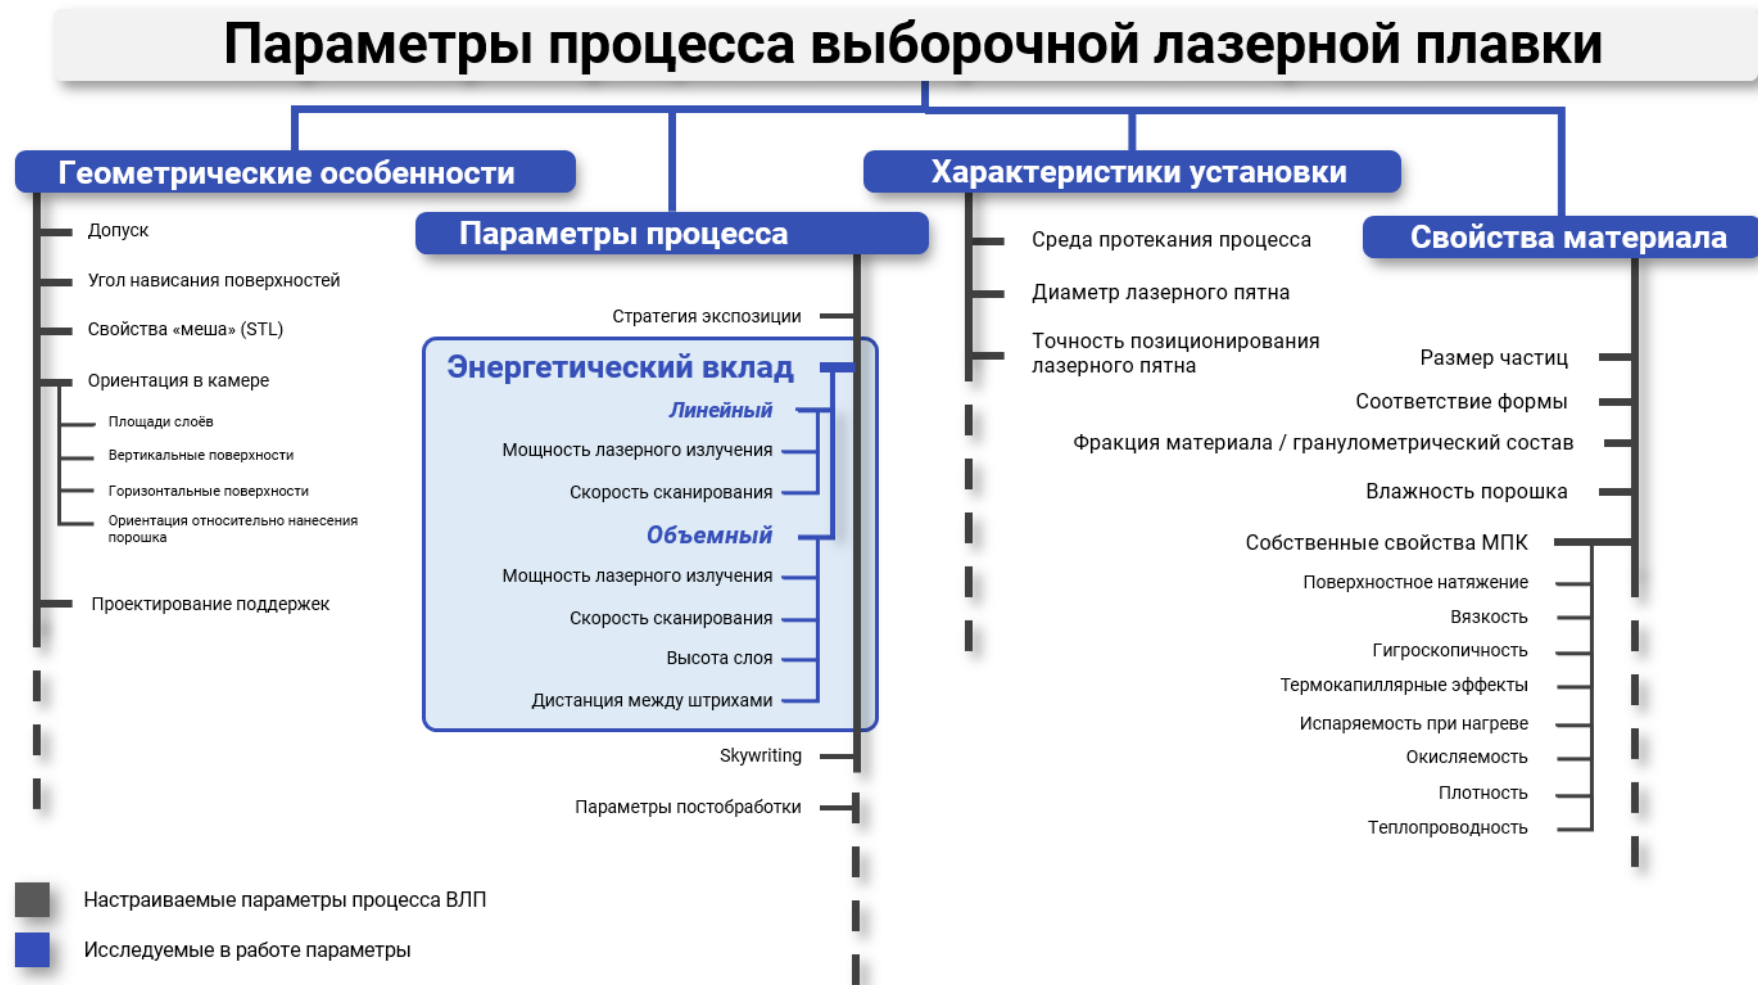 Параметры процесса выборочной лазерной плавки
Геометрические особенности
Допуск
Угол нависания поверхностей
Свойства «меша» (STL)
Ориентация в камере
Площади слоёв
Вертикальные поверхности
Горизонтальные поверхности
Ориентация относительно нанесения
порошка
Проектирование поддержек
Параметры процесса
Стратегия экспозиции
Энергетический вклад
Линейный
Мощность лазерного излучения
Скорость сканирования
Объемный
Мощность лазерного излучения
Скорость сканирования
Высота слоя
Дистанция между штрихами
Skywriting
Параметры постобработки
Характеристики установки
Среда протекания процесса
Диаметр лазерного пятна
Точность позиционирования
лазерного пятна
Свойства материала
Размер частиц
Соответствие формы
Фракция материала / гранулометрический состав
Влажность порошка
Собственные свойства МПК
Поверхностное натяжение
Вязкость
Гигроскопичность
Термокапиллярные эффекты
Испаряемость при нагреве
Окисляемость
Плотность
Теплопроводность
Настраиваемые параметры процесса ВЛП
Исследуемые в работе параметры